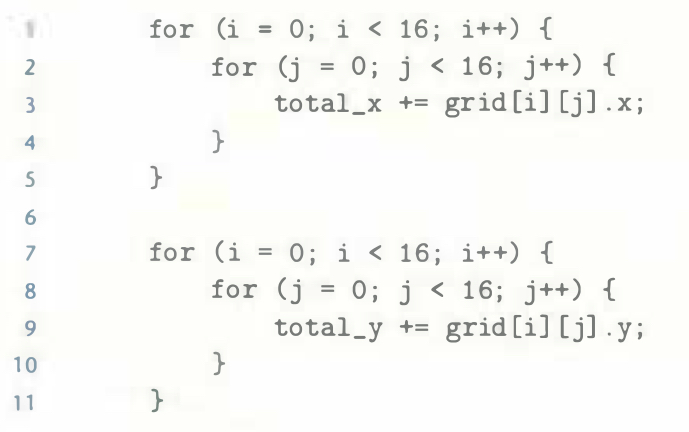 1 for (i = 0; i < 16; i++) {
2 for (j = 0; j < 16; j++) {
3 total_x += grid[i][j].x;
4 }
5 }
6
7 for (i = 0; i < 16; i++) {
8 for (j = 0; j < 16; j++) {
9 total_y += grid[i][j].y;
10 }
11 }